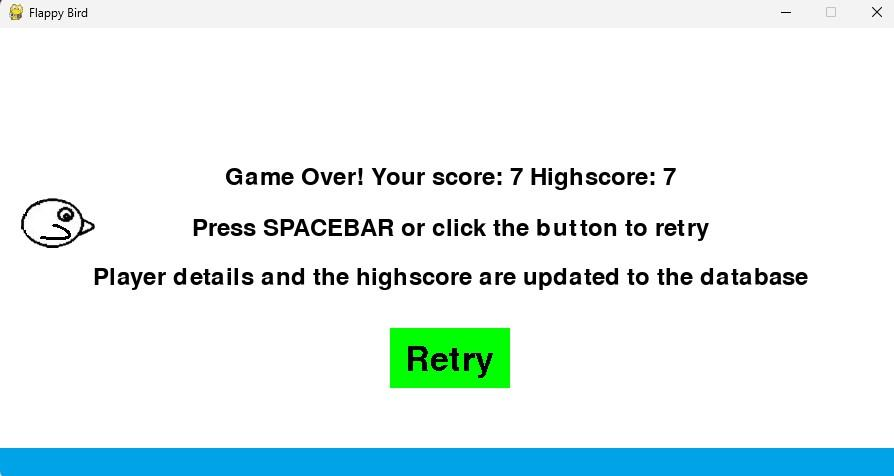 Flappy Bird
Game Over! Your score: 7 Highscore: 7
Press SPACEBAR or click the button to retry
Player details and the highscore are updated to the database
Retry